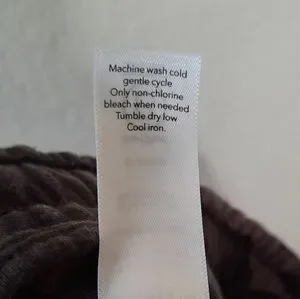 Machine wash cold
gentle cycle
Only non-chlorine
bleach when needed
Tumble dry low
Cool iron.